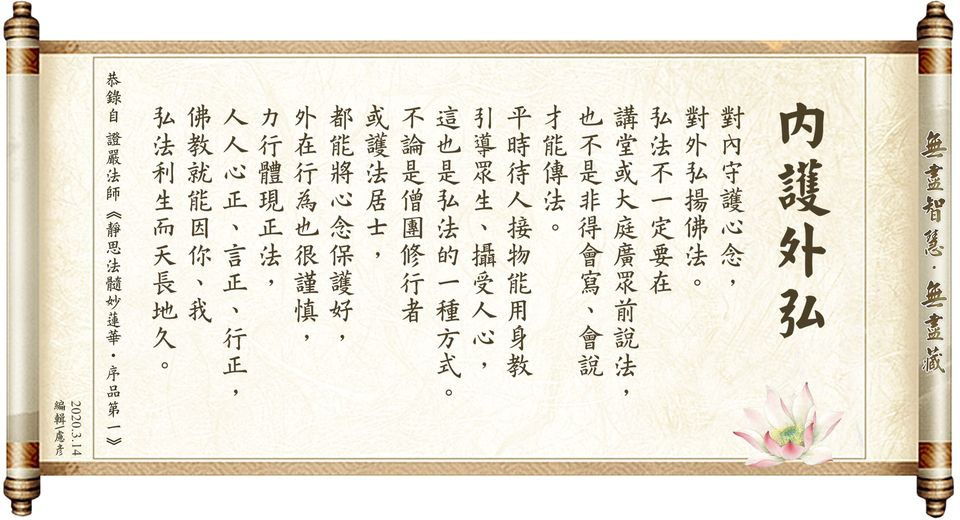 無盡智慧・無盡藏
內護外弘
對內守護心念，
對外弘揚佛法。
弘法不一定要在
講堂或大庭廣眾前說法，
也不是非得會寫、會說
才能傳法。
平時待人接物能用身教
引導眾生、攝受人心，
這也是弘法的一種方式。
不論是僧團修行者
或護法居士，
都能將心念保護好，
外在行為也很謹慎，
力行體現正法，
人人心正、言正、行正，
佛教就能因你、我
弘法利生而天長地久。
恭錄自 證嚴法師《靜思法髓妙蓮華・序品第一》
2020.3.14
編輯/慮彥